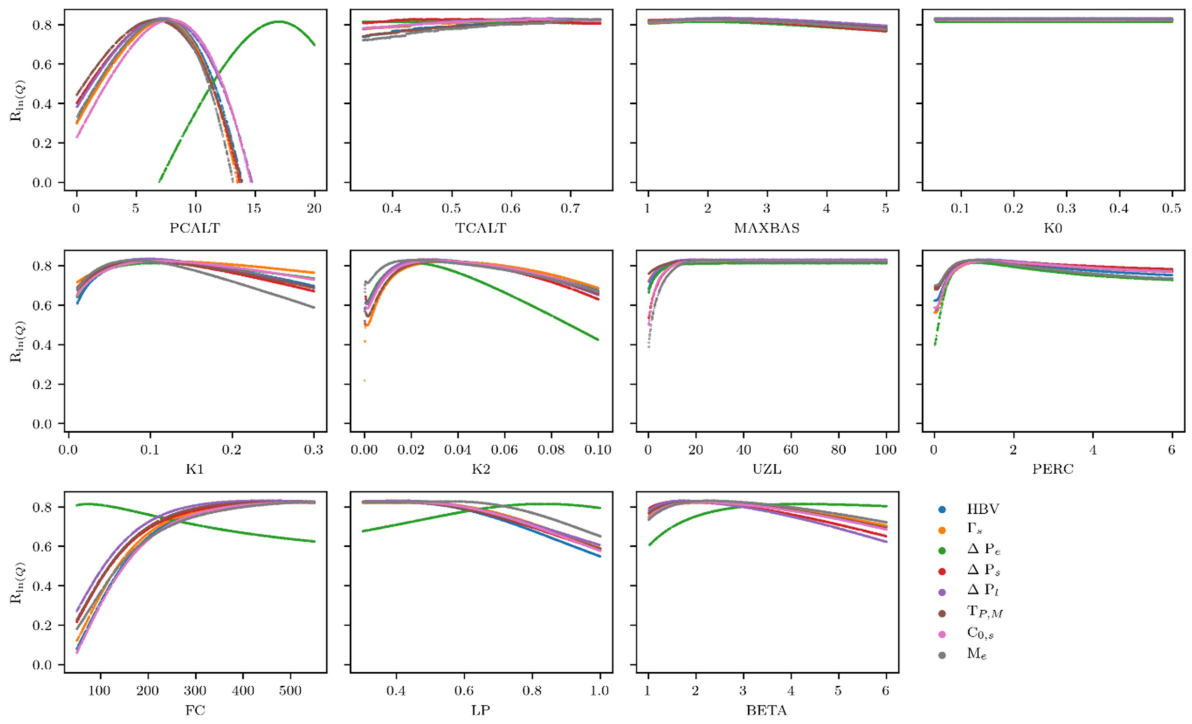 R_ln(Q)
0.8
0.6
0.4
0.2
0.0
0 5 10 15 20
PCALT
0.4 0.5 0.6 0.7
TCALT
1 2 3 4 5
MAXBAS
0.1 0.2 0.3 0.4 0.5
K0
R_ln(Q)
0.8
0.6
0.4
0.2
0.0
0.0 0.1 0.2 0.3
K1
0.00 0.02 0.04 0.06 0.08 0.10
K2
0 20 40 60 80 100
UZL
0 2 4 6
PERC
R_ln(Q)
0.8
0.6
0.4
0.2
0.0
100 200 300 400 500
FC
0.4 0.6 0.8 1.0
LP
1 2 3 4 5 6
BETA
HBV
Γ_s
Δ P_e
Δ P_s
Δ P_l
T_P,M
C_0,s
M_e